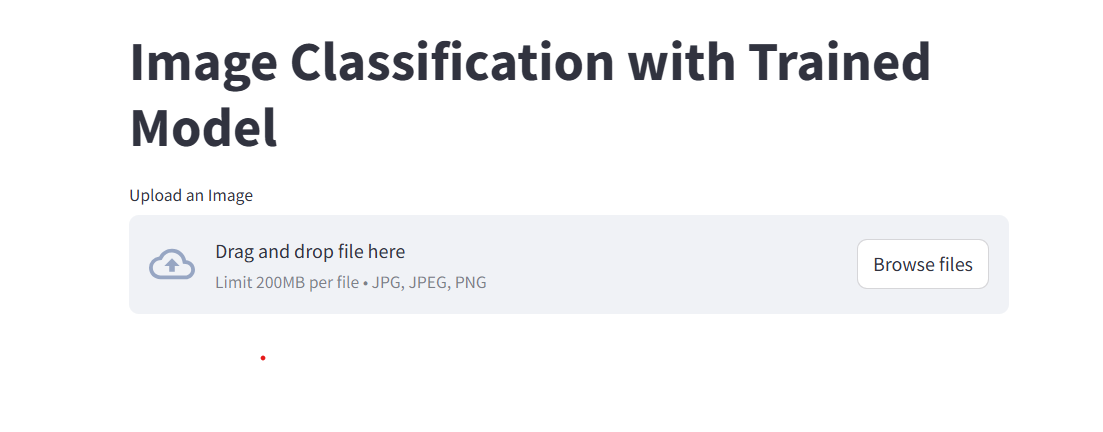 Image Classification with Trained
Model
Upload an Image
Drag and drop file here
Limit 200MB per file • JPG, JPEG, PNG
Browse files